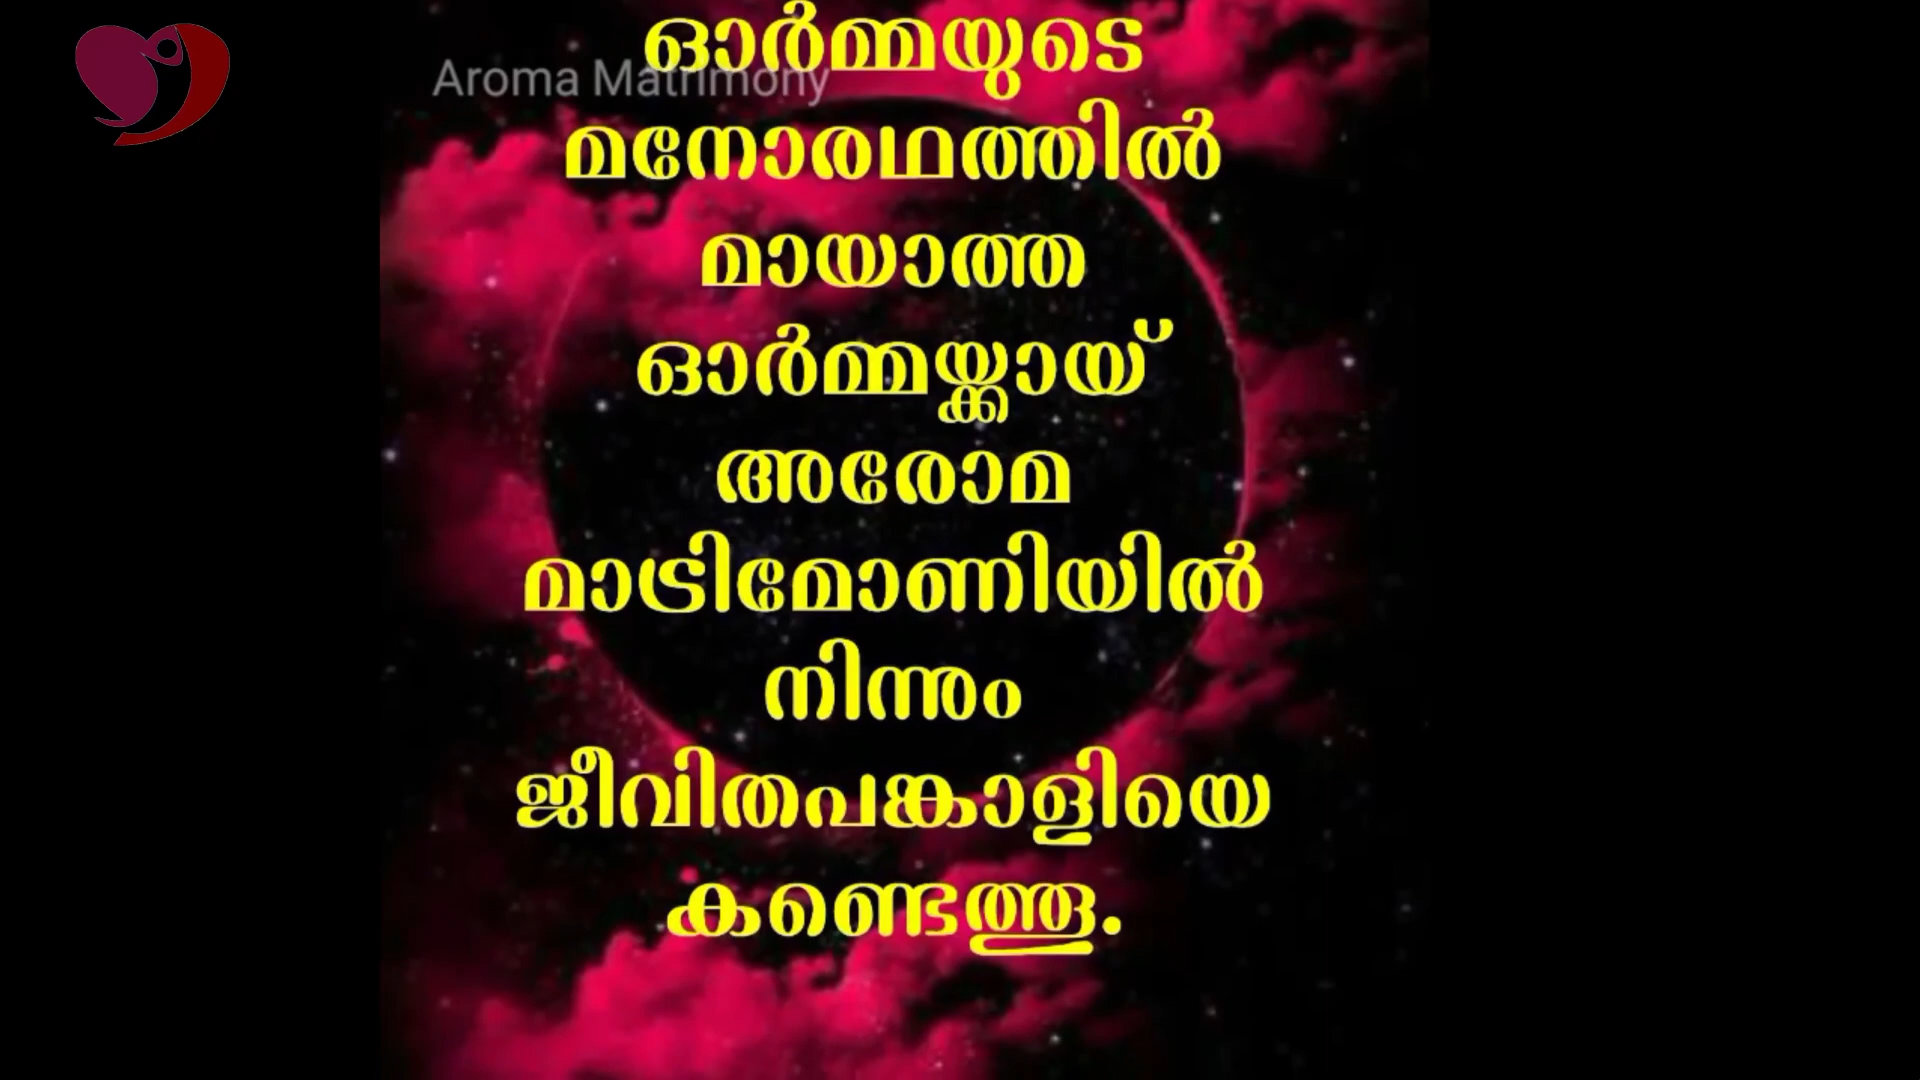 ഓർമ്മയുടെ
Aroma Matrimony
മനോരഥത്തിൽ
മായാത്ത
ഓർമ്മയ്ക്കായ്
അരോമ
മാട്രിമോണിയിൽ
നിന്നും
ജീവിതപങ്കാളിയെ
കണ്ടെത്തൂ.